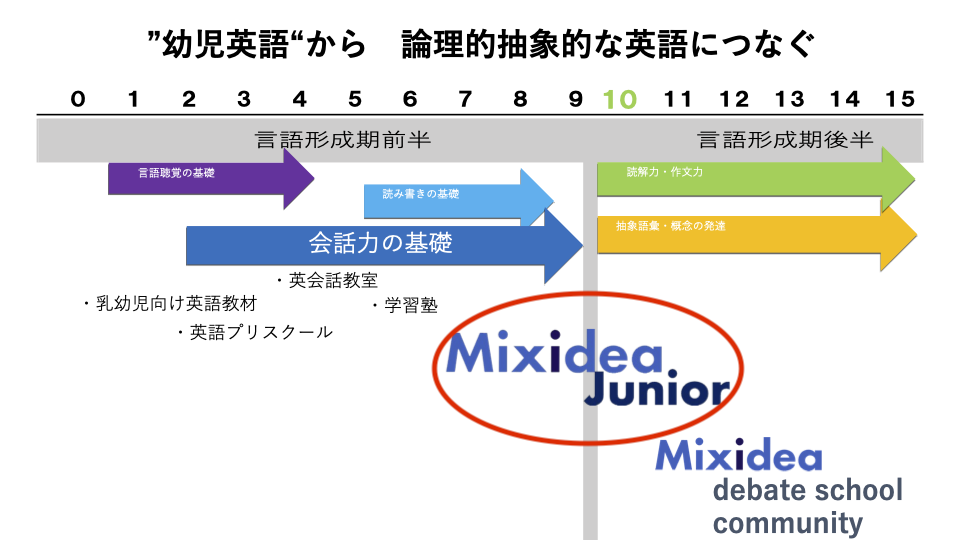 ”幼児英語“から　論理的抽象的な英語につなぐ
0 1 2 3 4 5 6 7 8 9 10 11 12 13 14 15
言語形成期前半
言語形成期後半
言語聴覚の基礎
読解力・作文力
読み書きの基礎
抽象語彙・概念の発達
会話力の基礎
・英会話教室
・乳幼児向け英語教材
・学習塾
・英語プリスクール
Mixidea
Junior
Mixidea
debate school
community